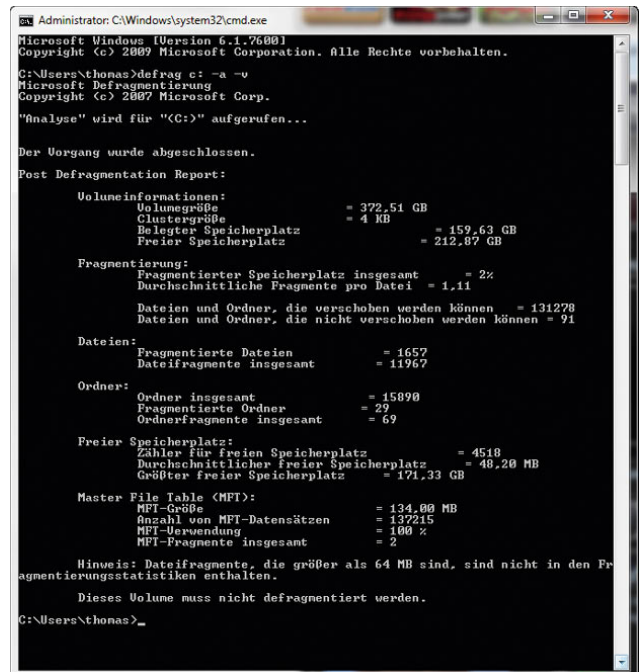 Administrator: C:\Windows\system32\cmd.exe
Microsoft Windows [Version 6.1.7600]
Copyright (c) 2009 Microsoft Corporation. Alle Rechte vorbehalten.
C:\Users\thomas>defrag c: -a -v
Microsoft Defragmentierung
Copyright (c) 2007 Microsoft Corp.
"Analyse" wird für "(C:)" aufgerufen...
Der Vorgang wurde abgeschlossen.
Post Defragmentation Report:
Volumeinformationen:
Volumegröße = 372,51 GB
Clustergröße = 4 KB
Belegter Speicherplatz = 159,63 GB
Freier Speicherplatz = 212,87 GB
Fragmentierung:
Fragmentierter Speicherplatz insgesamt = 2%
Durchschnittliche Fragmente pro Datei = 1,11
Dateien und Ordner, die verschoben werden können = 131278
Dateien und Ordner, die nicht verschoben werden können = 91
Dateien:
Fragmentierte Dateien = 1657
Dateifragmente insgesamt = 11967
Ordner:
Ordner insgesamt = 15890
Fragmentierte Ordner = 29
Ordnerfragmente insgesamt = 69
Freier Speicherplatz:
Zähler für freien Speicherplatz = 4518
Durchschnittlicher freier Speicherplatz = 48,20 MB
Größter freier Speicherplatz = 171,33 GB
Master File Table (MFT):
MFT-Größe = 134,00 MB
Anzahl von MFT-Datensätzen = 137215
MFT-Verwendung = 100 %
MFT-Fragmente insgesamt = 2
Hinweis: Dateifragmente, die größer als 64 MB sind, sind nicht in den Fr
agmentierungsstatistiken enthalten.
Dieses Volume muss nicht defragmentiert werden.
C:\Users\thomas>_